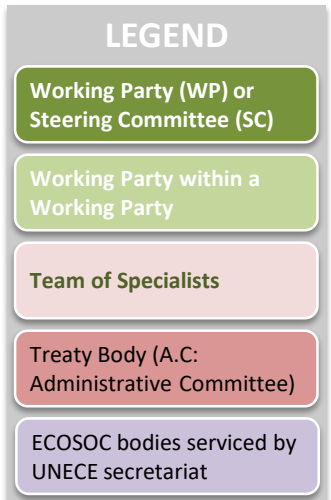 LEGEND
Working Party (WP) or
Steering Committee (SC)
Working Party within a
Working Party
Team of Specialists
Treaty Body (A.C:
Administrative Committee)
ECOSOC bodies serviced by
UNECE secretariat